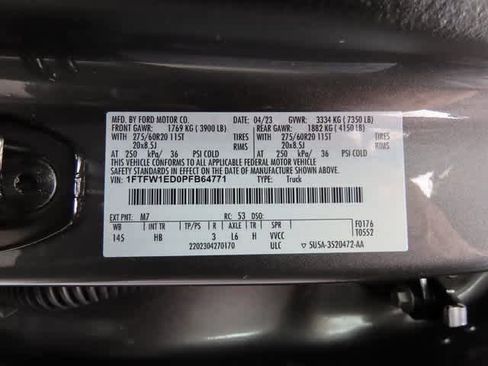 MFD. BY FORD MOTOR CO. DATE: 04/23 GVWR: 3334 KG ( 7350 LB)
FRONT GAWR: 1769 KG ( 3900 LB) REAR GAWR: 1882 KG ( 4150 LB)
275/60R20 115T TIRES 275/60R20 115T TIRES
20x8.5J RIMS 20x8.5J RIMS
AT 250 kPa/ 36 PSI COLD AT 250 kPa/ 36 PSI COLD
THIS VEHICLE CONFORMS TO ALL APPLICABLE FEDERAL MOTOR VEHICLE
SAFETY STANDARDS IN EFFECT ON THE DATE OF MANUFACTURE SHOWN ABOVE.
VIN: 1FTFW1ED0PFB64771 TYPE: Truck
EXT PNT: M7 RC: 53 DSO: F0176
WB TP/PS R AXLE TR SPR T0552
145 HB 3 L6 H VVCC
2202304270170 ULC 5U5A-3520472-AA